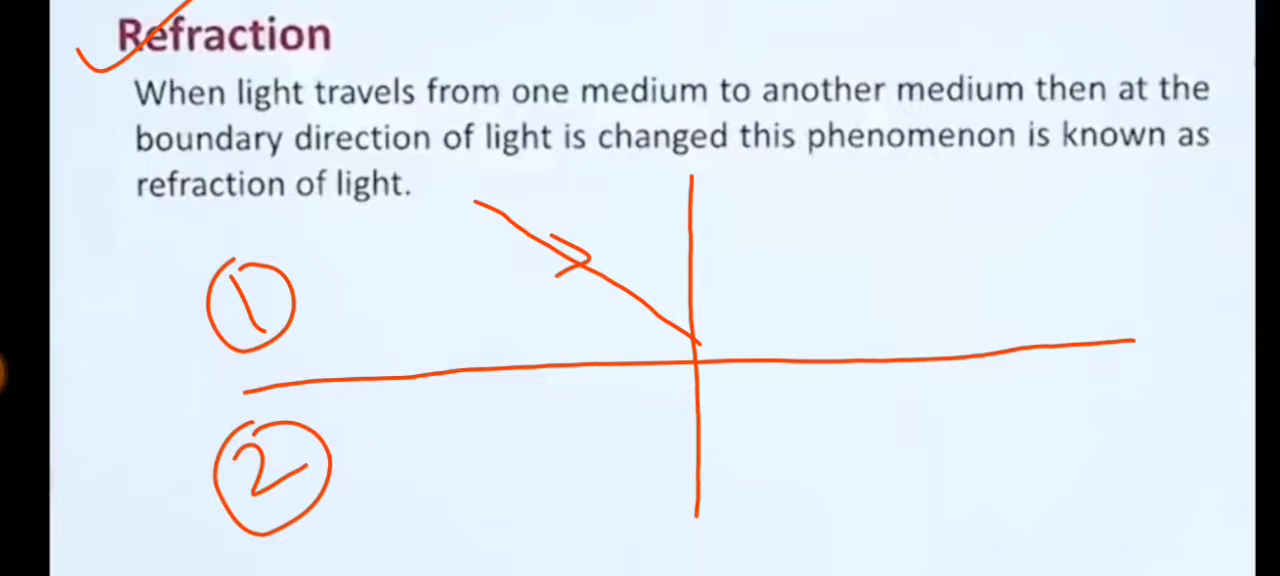 Refraction
When light travels from one medium to another medium then at the
boundary direction of light is changed this phenomenon is known as
refraction of light.
1
2